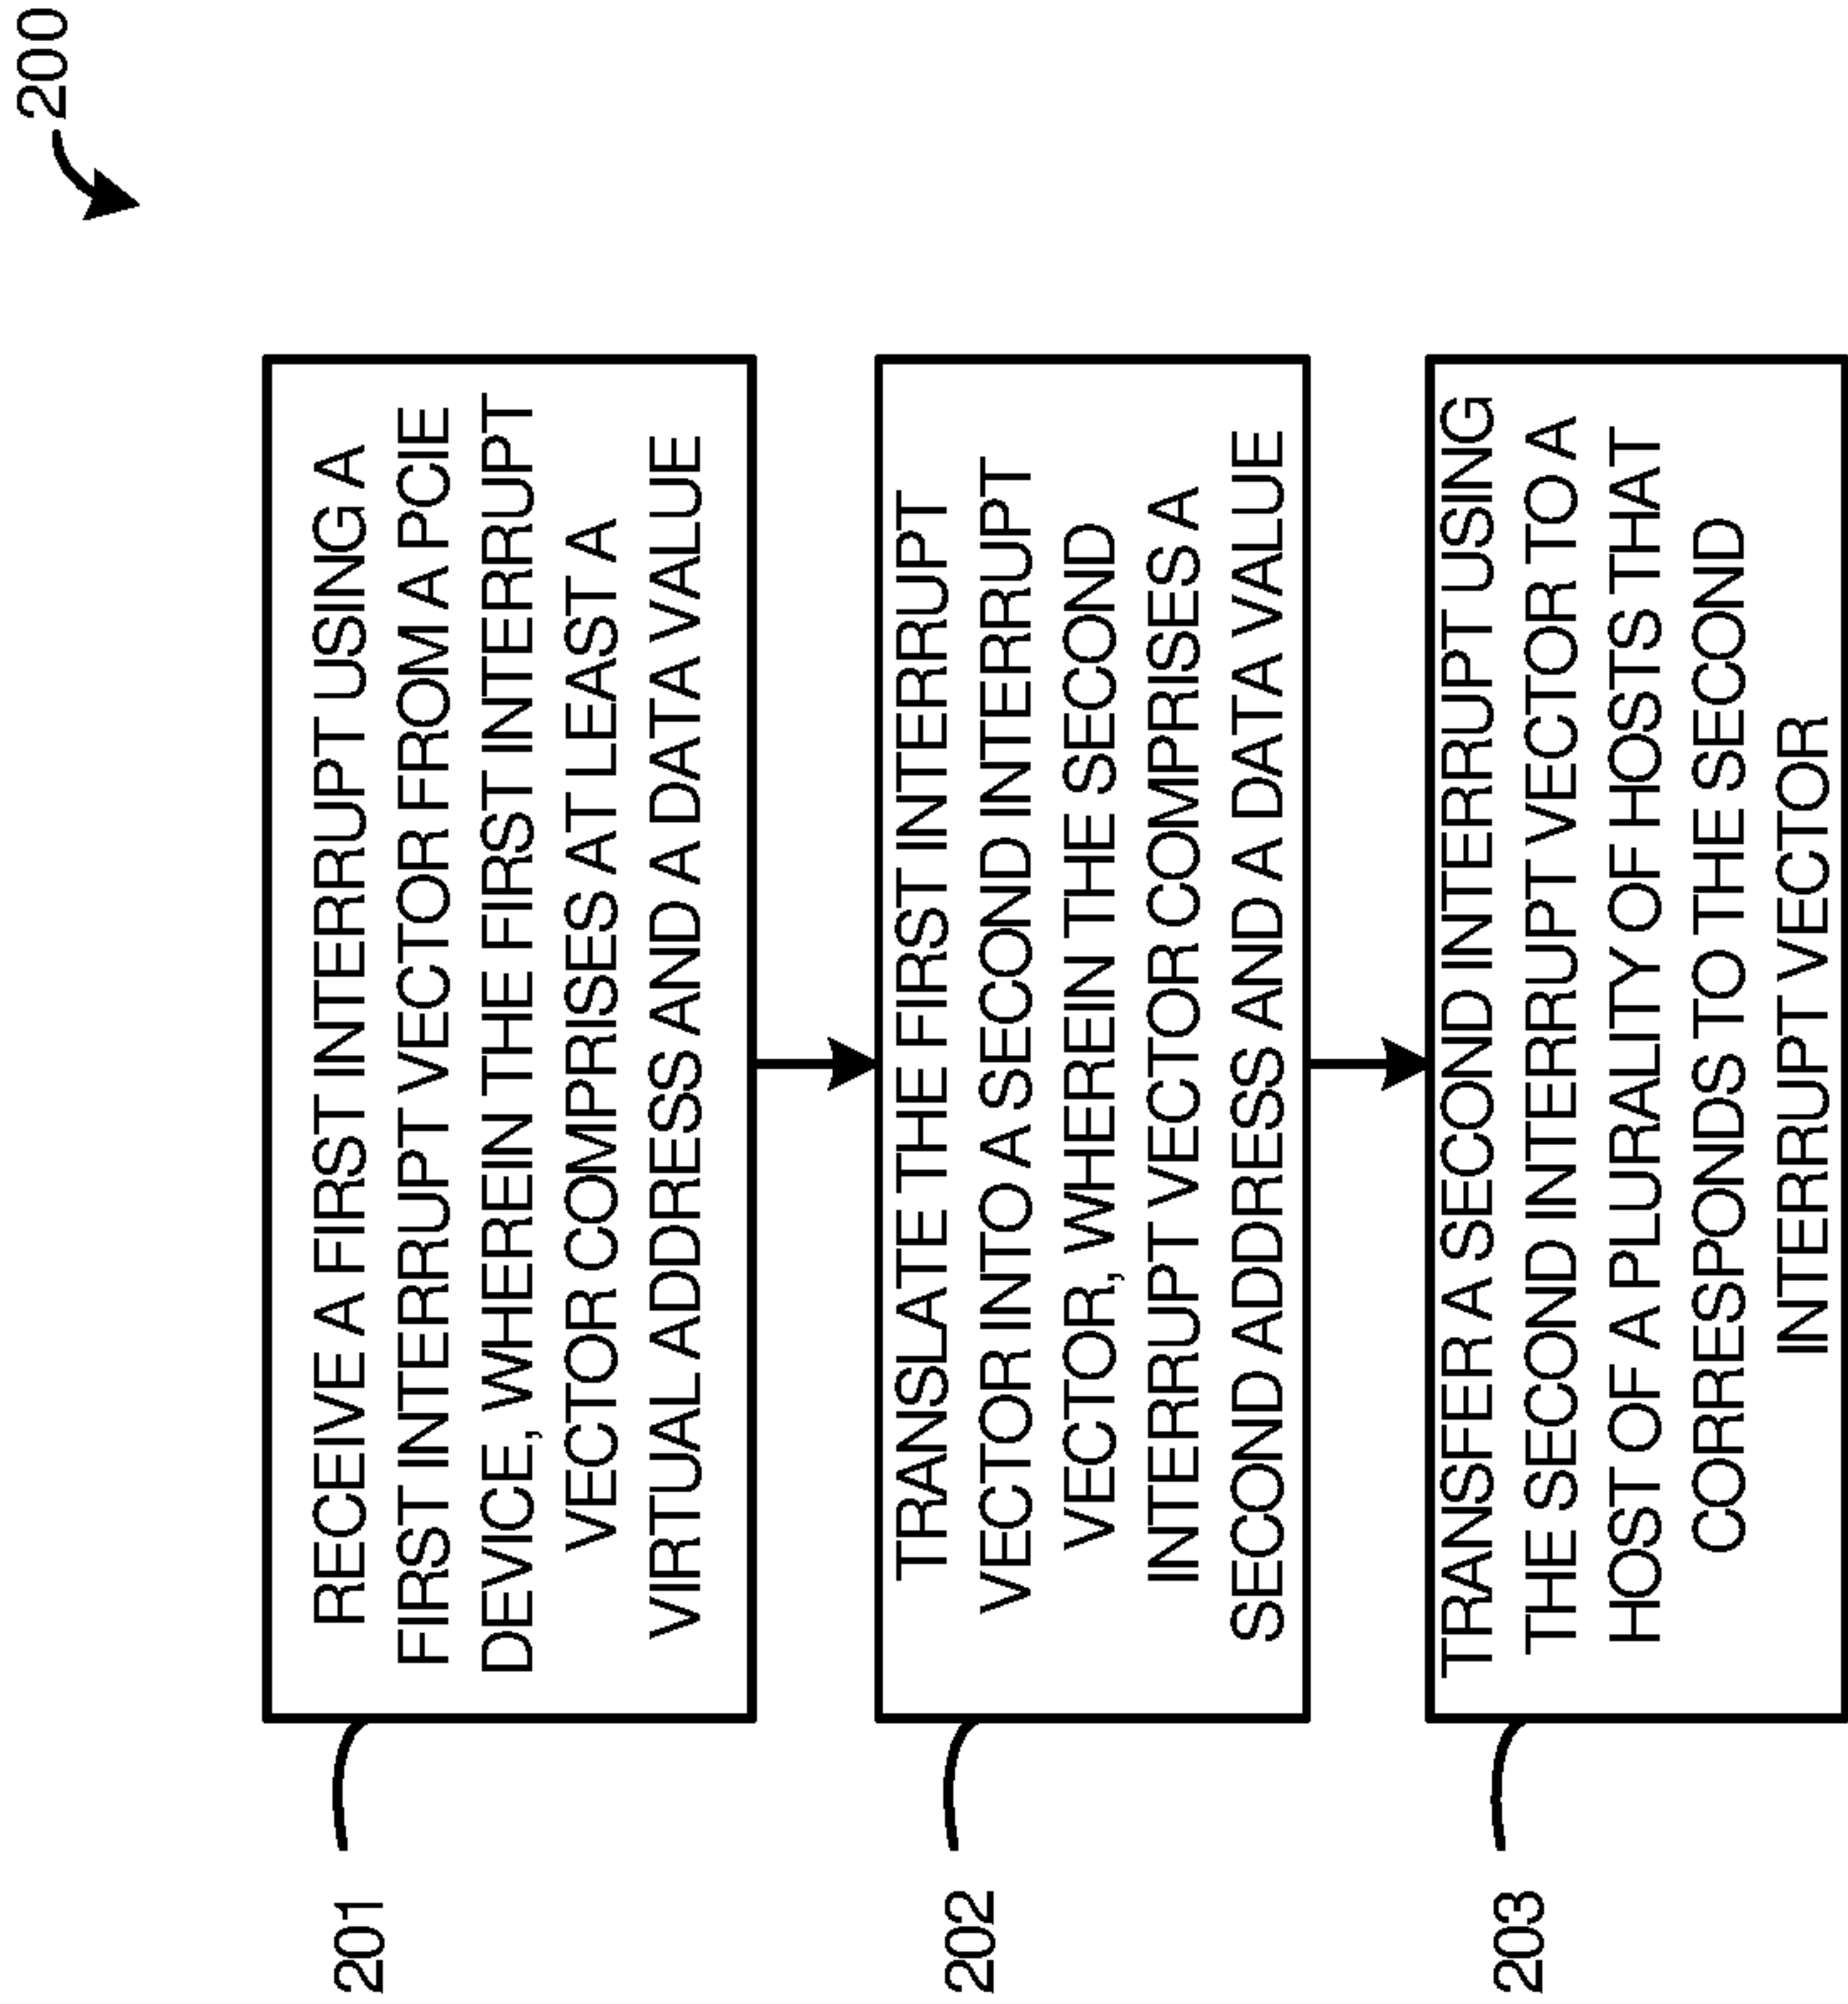 200
201
RECEIVE A FIRST INTERRUPT USING A
FIRST INTERRUPT VECTOR FROM A PCIE
DEVICE, WHEREIN THE FIRST INTERRUPT
VECTOR COMPRISES AT LEAST A
VIRTUAL ADDRESS AND A DATA VALUE
202
TRANSLATE THE FIRST INTERRUPT
VECTOR INTO A SECOND INTERRUPT
VECTOR, WHEREIN THE SECOND
INTERRUPT VECTOR COMPRISES A
SECOND ADDRESS AND A DATA VALUE
203
TRANSFER A SECOND INTERRUPT USING
THE SECOND INTERRUPT VECTOR TO A
HOST OF A PLURALITY OF HOSTS THAT
CORRESPONDS TO THE SECOND
INTERRUPT VECTOR